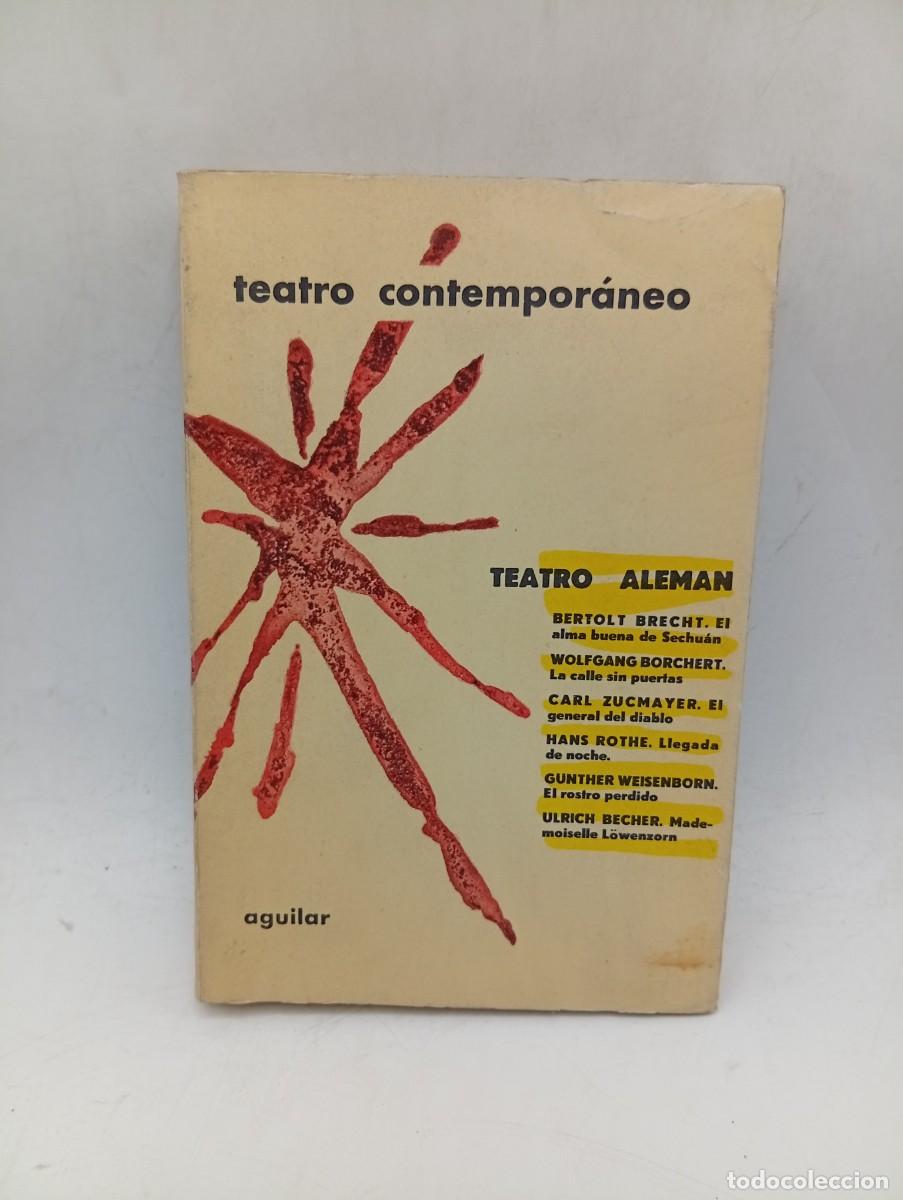 teatro contemporáneo
TEATRO ALEMAN
BERTOLT BRECHT. El
alma buena de Sechuán
WOLFGANG BORCHERT.
La calle sin puertas
CARL ZUCMAYER. El
general del diablo
HANS ROTHE. Llegada
de noche.
GUNTHER WEISENBORN.
El rostro perdido
ULRICH BECHER. Made-
moiselle Löwenzorn
aguilar
todocoleccion